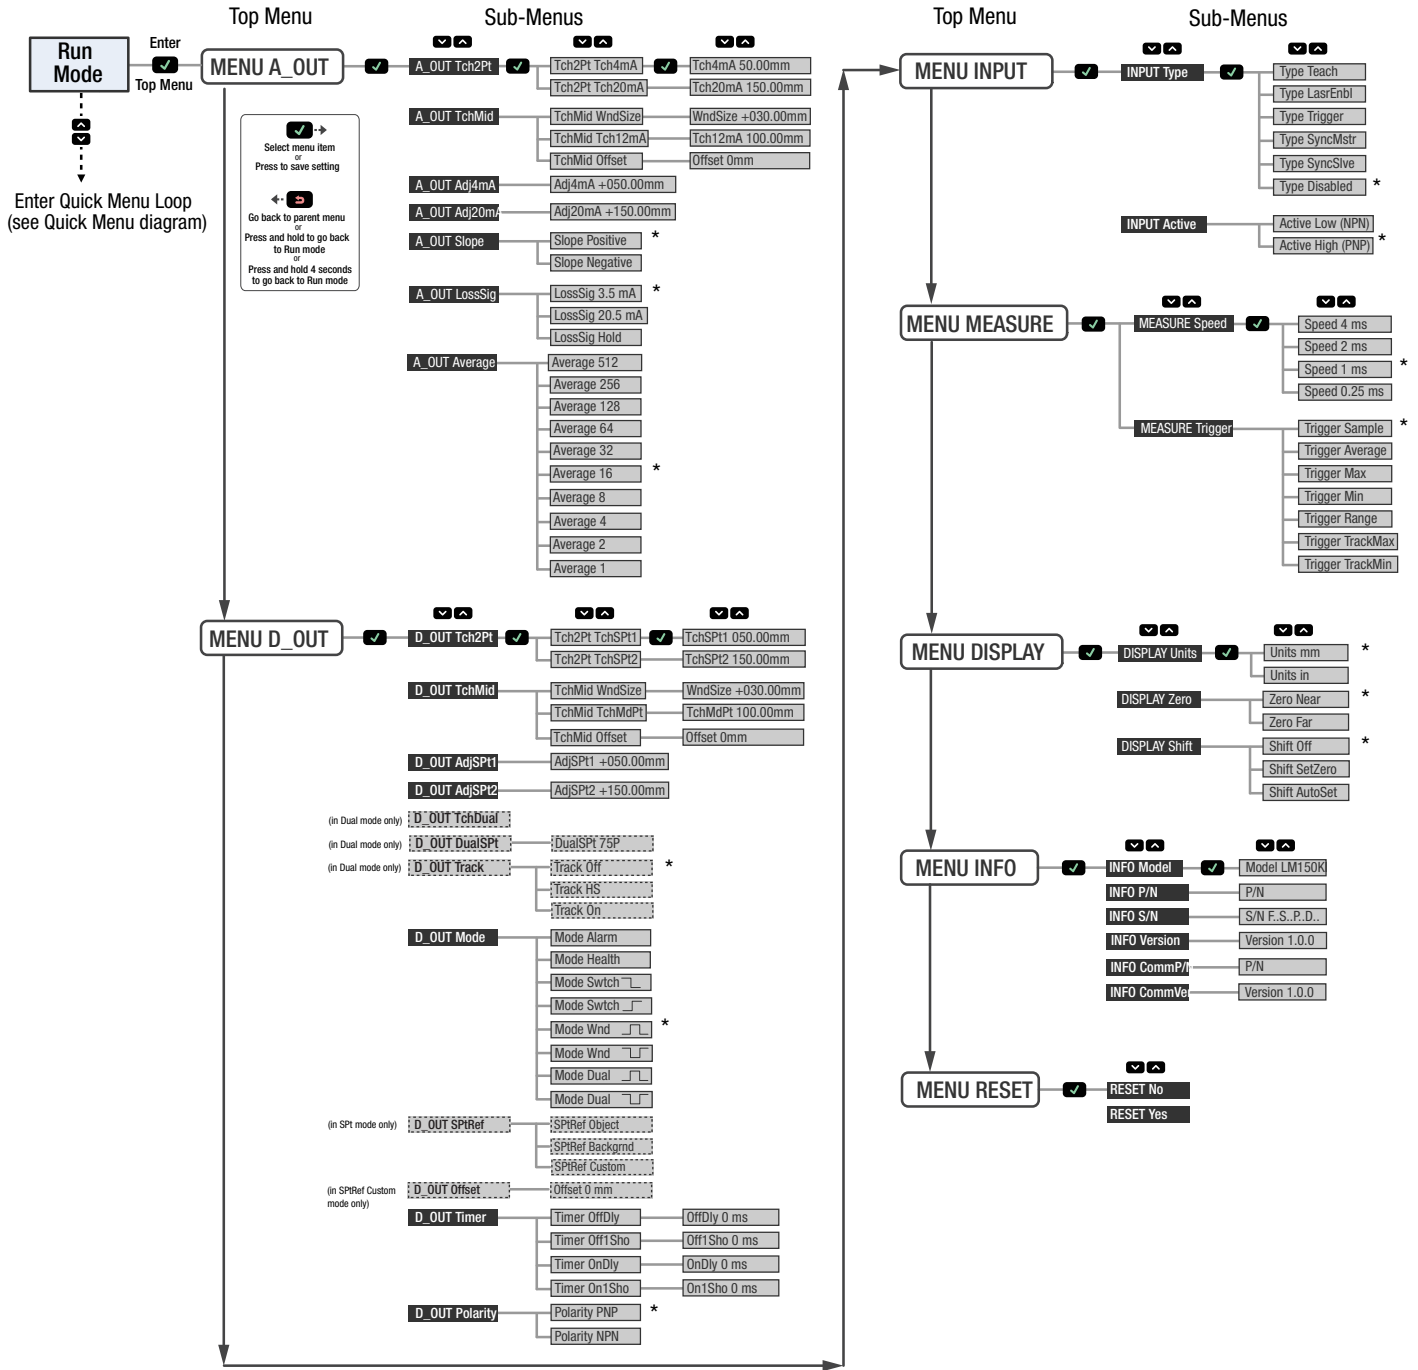 Top Menu
Sub-Menus
Run
Mode
Enter
Top Menu
Enter Quick Menu Loop
(see Quick Menu diagram)
Select menu item
or
Press to save setting
Go back to parent menu
or
Press and hold to go back
to Run mode
or
Press and hold 4 seconds
to go back to Run mode
MENU A_OUT
A_OUT Tch2Pt
Tch2Pt Tch4mA
Tch4mA 50.00mm
Tch2Pt Tch20mA
Tch20mA 150.00mm
A_OUT TchMid
TchMid WndSize
WndSize +030.00mm
TchMid Tch12mA
Tch12mA 100.00mm
TchMid Offset
Offset 0mm
A_OUT Adj4mA
Adj4mA +050.00mm
A_OUT Adj20mA
Adj20mA +150.00mm
A_OUT Slope
Slope Positive *
Slope Negative
A_OUT LossSig
LossSig 3.5 mA *
LossSig 20.5 mA
LossSig Hold
A_OUT Average
Average 512
Average 256
Average 128
Average 64
Average 32
Average 16 *
Average 8
Average 4
Average 2
Average 1
MENU D_OUT
D_OUT Tch2Pt
Tch2Pt TchSPt1
TchSPt1 050.00mm
Tch2Pt TchSPt2
TchSPt2 150.00mm
D_OUT TchMid
TchMid WndSize
WndSize +030.00mm
TchMid TchMdPt
TchMdPt 100.00mm
TchMid Offset
Offset 0mm
D_OUT AdjSPt1
AdjSPt1 +050.00mm
D_OUT AdjSPt2
AdjSPt2 +150.00mm
(in Dual mode only)
D_OUT TchDual
(in Dual mode only)
D_OUT DualSPt
DualSPt 75P
(in Dual mode only)
D_OUT Track
Track Off *
Track HS
Track On
D_OUT Mode
Mode Alarm
Mode Health
Mode Swtch
Mode Swtch
Mode Wnd *
Mode Wnd
Mode Dual
Mode Dual
(in SPt mode only)
D_OUT SPtRef
SPtRef Object
SPtRef Backgrnd
SPtRef Custom
(in SPtRef Custom
mode only)
D_OUT Offset
Offset 0 mm
D_OUT Timer
Timer OffDly
OffDly 0 ms
Timer Off1Sho
Off1Sho 0 ms
Timer OnDly
OnDly 0 ms
Timer On1Sho
On1Sho 0 ms
D_OUT Polarity
Polarity PNP *
Polarity NPN
Top Menu
Sub-Menus
MENU INPUT
INPUT Type
Type Teach
Type LasrEnbl
Type Trigger
Type SyncMstr
Type SyncSlve
Type Disabled *
INPUT Active
Active Low (NPN)
Active High (PNP) *
MENU MEASURE
MEASURE Speed
Speed 4 ms
Speed 2 ms
Speed 1 ms *
Speed 0.25 ms
MEASURE Trigger
Trigger Sample *
Trigger Average
Trigger Max
Trigger Min
Trigger Range
Trigger TrackMax
Trigger TrackMin
MENU DISPLAY
DISPLAY Units
Units mm *
Units in
DISPLAY Zero
Zero Near *
Zero Far
DISPLAY Shift
Shift Off *
Shift SetZero
Shift AutoSet
MENU INFO
INFO Model
Model LM150K
INFO P/N
P/N
INFO S/N
S/N F..S..P..D..
INFO Version
Version 1.0.0
INFO CommP/N
P/N
INFO CommVer
Version 1.0.0
MENU RESET
RESET No
RESET Yes